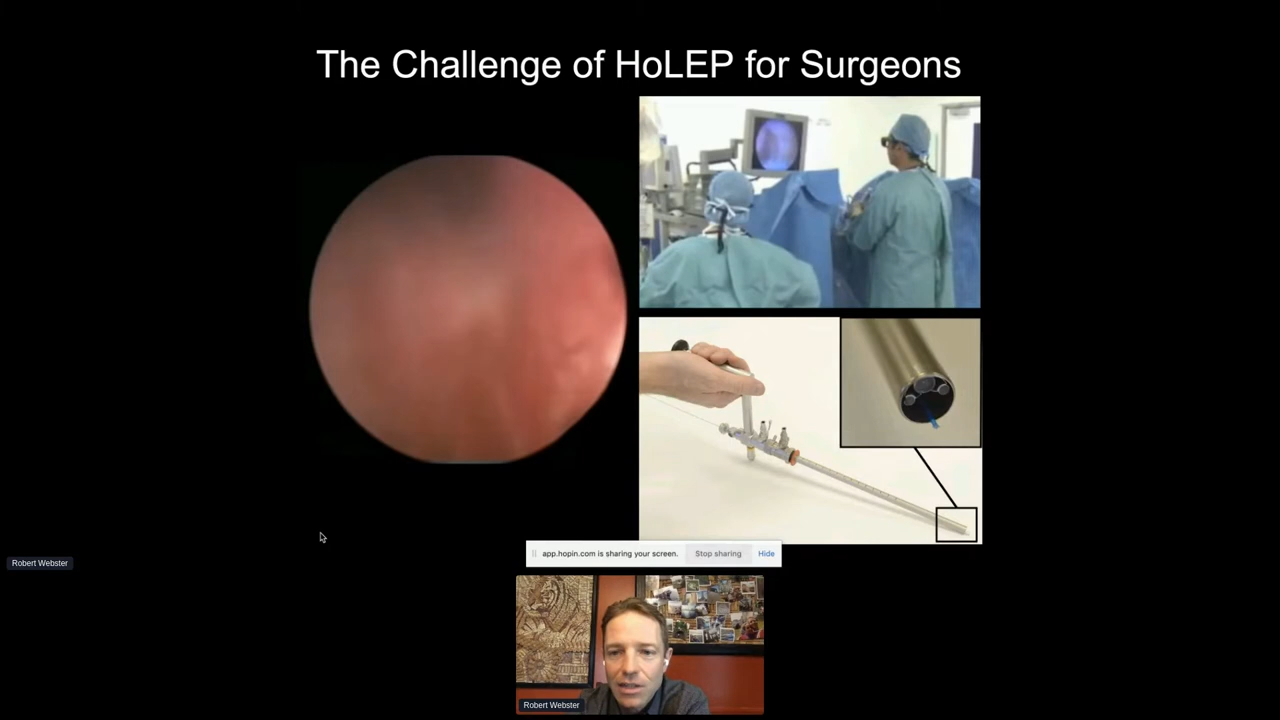 The Challenge of HoLEP for Surgeons
app.hopin.com is sharing your screen.
Stop sharing
Hide
Robert Webster
Robert Webster